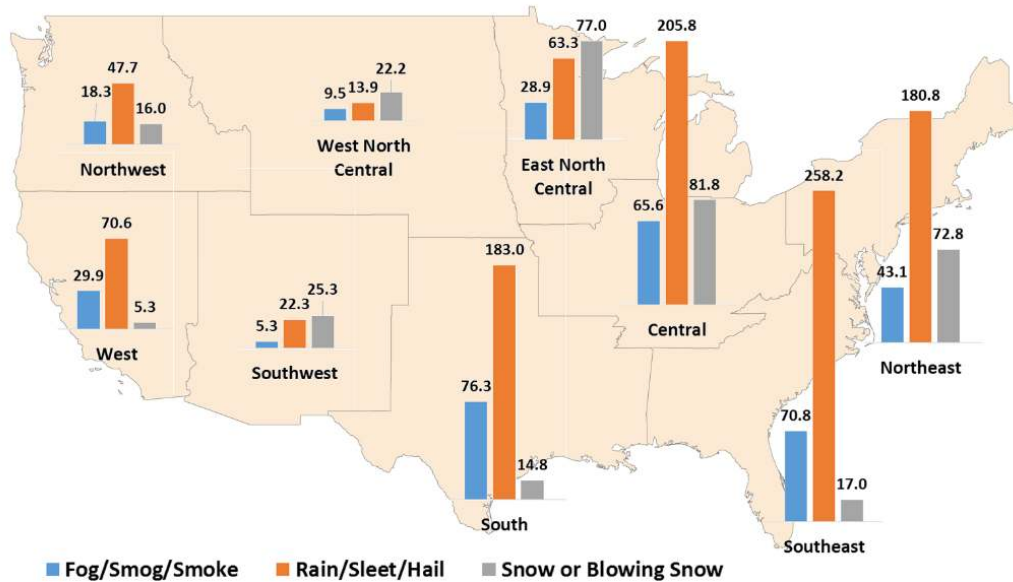 18.3
47.7
16.0
Northwest
9.5
13.9
22.2
West North
Central
28.9
63.3
77.0
East North
Central
65.6
205.8
81.8
Central
43.1
180.8
72.8
Northeast
29.9
70.6
5.3
West
5.3
22.3
25.3
Southwest
76.3
183.0
14.8
South
70.8
258.2
17.0
Southeast
Fog/Smog/Smoke
Rain/Sleet/Hail
Snow or Blowing Snow